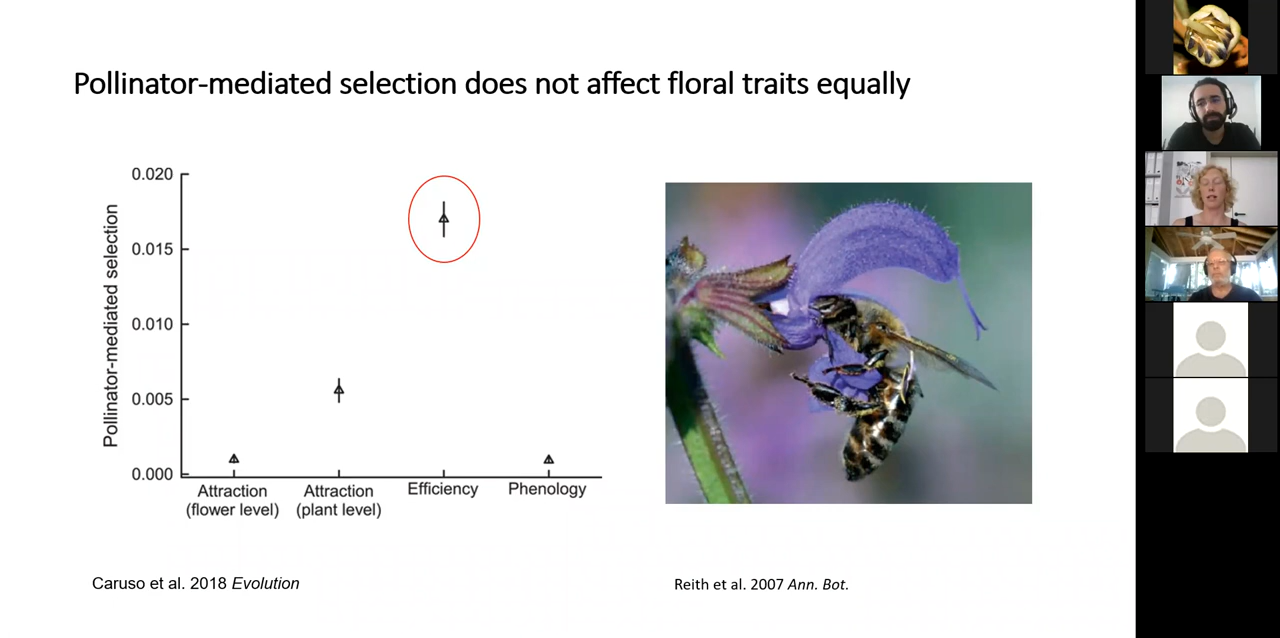 Pollinator-mediated selection does not affect floral traits equally
Pollinator-mediated selection
0.020
0.015
0.010
0.005
0.000
Attraction
(flower level)
Attraction
(plant level)
Efficiency
Phenology
Caruso et al. 2018 Evolution
Reith et al. 2007 Ann. Bot.